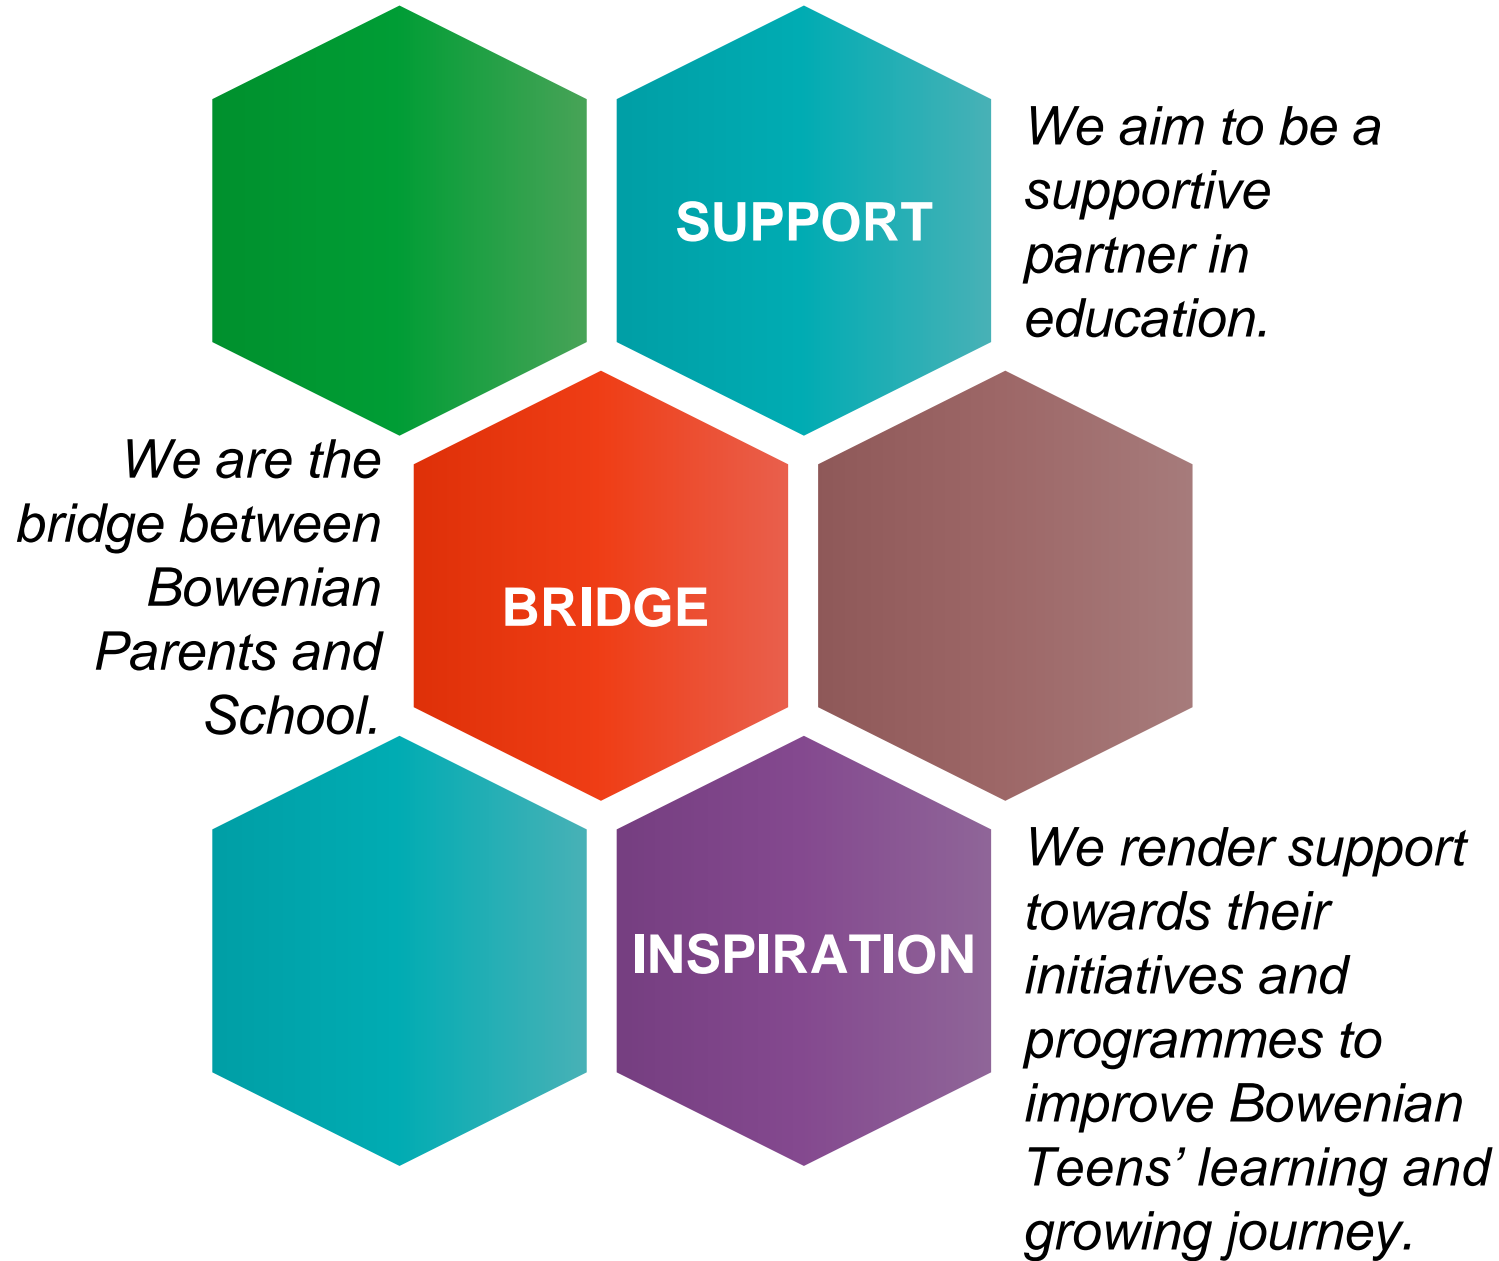 SUPPORT
We aim to be a
supportive
partner in
education.
We are the
bridge between
Bowenian
Parents and
School.
BRIDGE
INSPIRATION
We render support
towards their
initiatives and
programmes to
improve Bowenian
Teens’ learning and
growing journey.